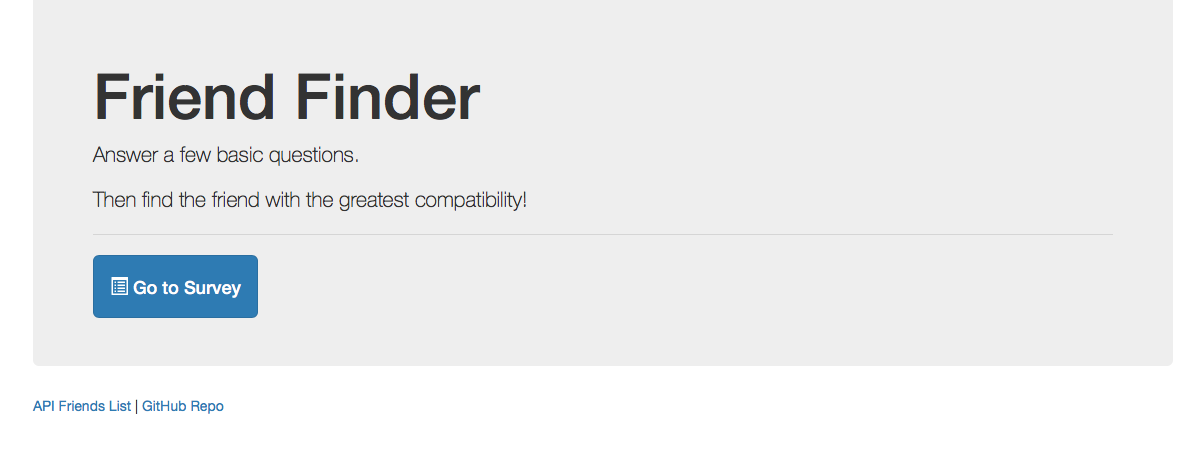 Friend Finder
Answer a few basic questions.
Then find the friend with the greatest compatibility!
Go to Survey
API Friends List | GitHub Repo